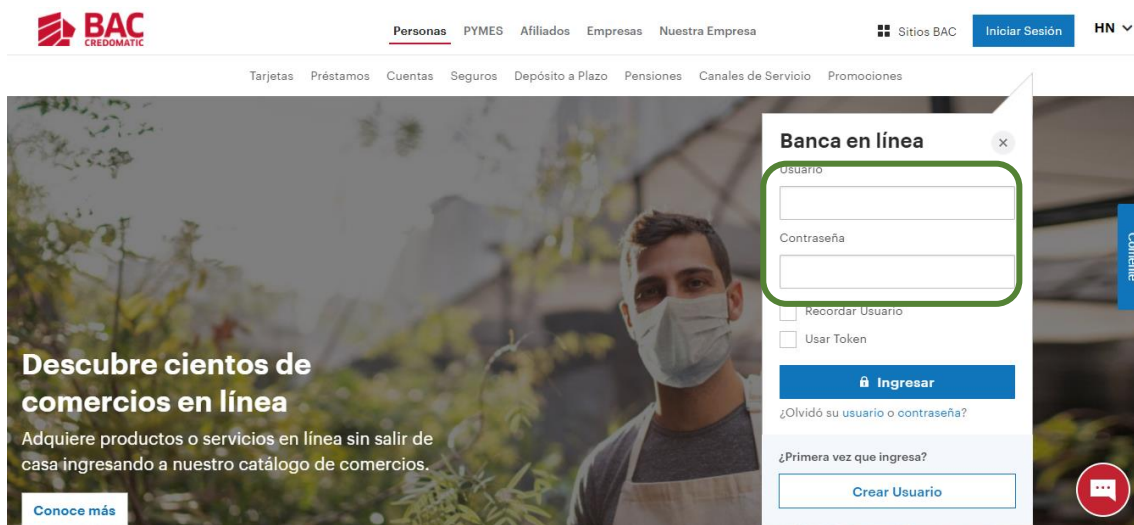 BAC
CREDOMATIC
Personas PYMES Afiliados Empresas Nuestra Empresa
Sitios BAC
Iniciar Sesión
HN
Tarjetas Préstamos Cuentas Seguros Depósito a Plazo Pensiones Canales de Servicio Promociones
Banca en línea
Usuario
Contraseña
Recordar Usuario
Usar Token
Ingresar
¿Olvidó su usuario o contraseña?
¿Primera vez que ingresa?
Crear Usuario
Comente
Descubre cientos de
comercios en línea
Adquiere productos o servicios en línea sin salir de
casa ingresando a nuestro catálogo de comercios.
Conoce más